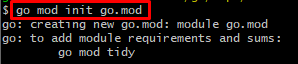 $ go mod init go.mod
go: creating new go.mod: module go.mod
go: to add module requirements and sums:
        go mod tidy